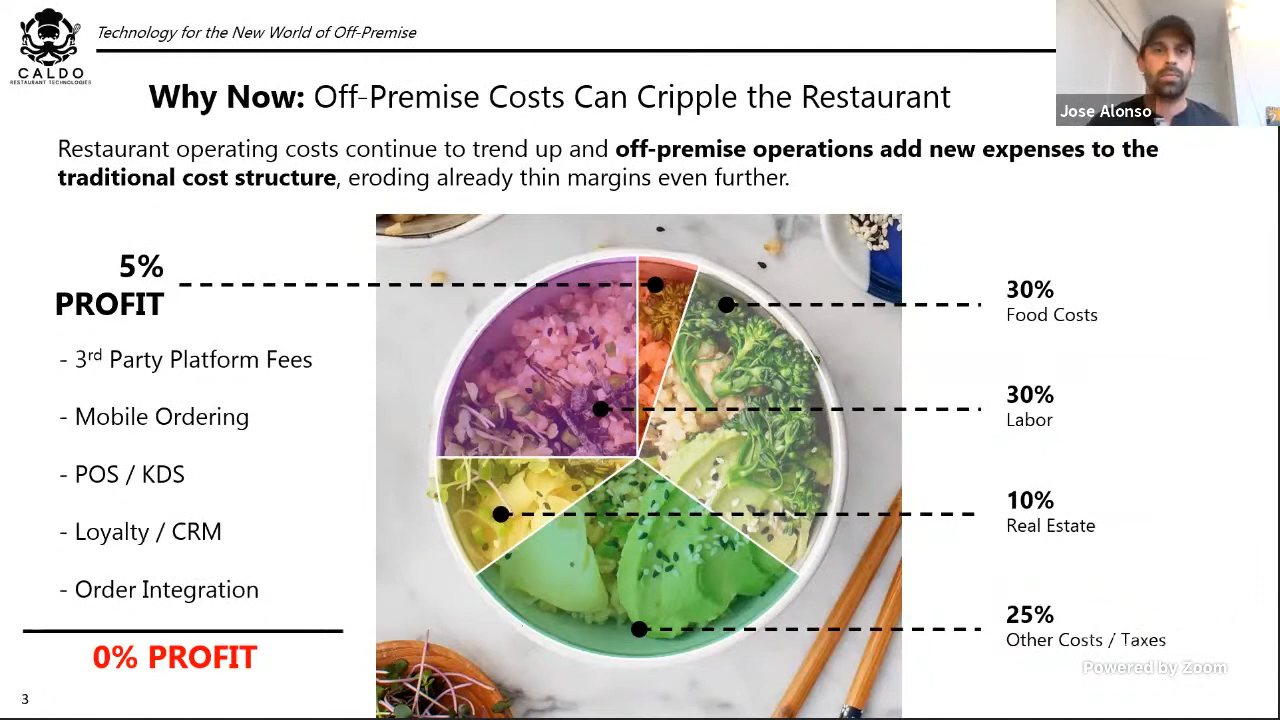 Technology for the New World of Off-Premise
CALDO
RESTAURANT TECHNOLOGIES
Jose Alonso
Why Now: Off-Premise Costs Can Cripple the Restaurant
Restaurant operating costs continue to trend up and off-premise operations add new expenses to the
traditional cost structure, eroding already thin margins even further.
5%
PROFIT
- 3rd Party Platform Fees
- Mobile Ordering
- POS / KDS
- Loyalty / CRM
- Order Integration
0% PROFIT
30%
Food Costs
30%
Labor
10%
Real Estate
25%
Other Costs / Taxes
Powered by Zoom
3